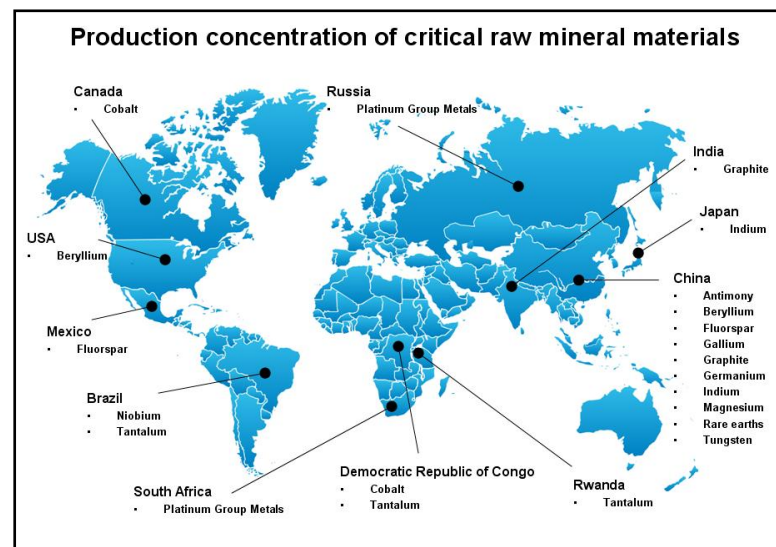 Production concentration of critical raw mineral materials
Canada
▪ Cobalt
Russia
▪ Platinum Group Metals
India
▪ Graphite
Japan
▪ Indium
USA
▪ Beryllium
China
▪ Antimony
▪ Beryllium
▪ Fluorspar
▪ Gallium
▪ Graphite
▪ Germanium
▪ Indium
▪ Magnesium
▪ Rare earths
▪ Tungsten
Mexico
▪ Fluorspar
Brazil
▪ Niobium
▪ Tantalum
South Africa
▪ Platinum Group Metals
Democratic Republic of Congo
▪ Cobalt
▪ Tantalum
Rwanda
▪ Tantalum